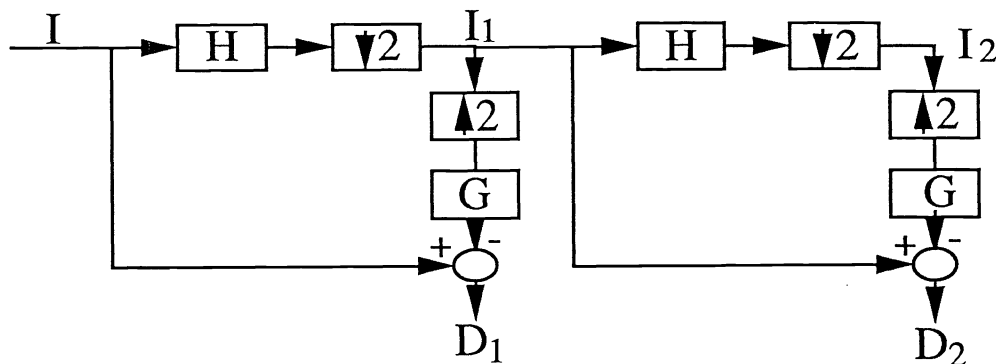 I H ↓2 I₁ H ↓2 I₂
↑2 ↑2
G G
+ - + -
D₁ D₂